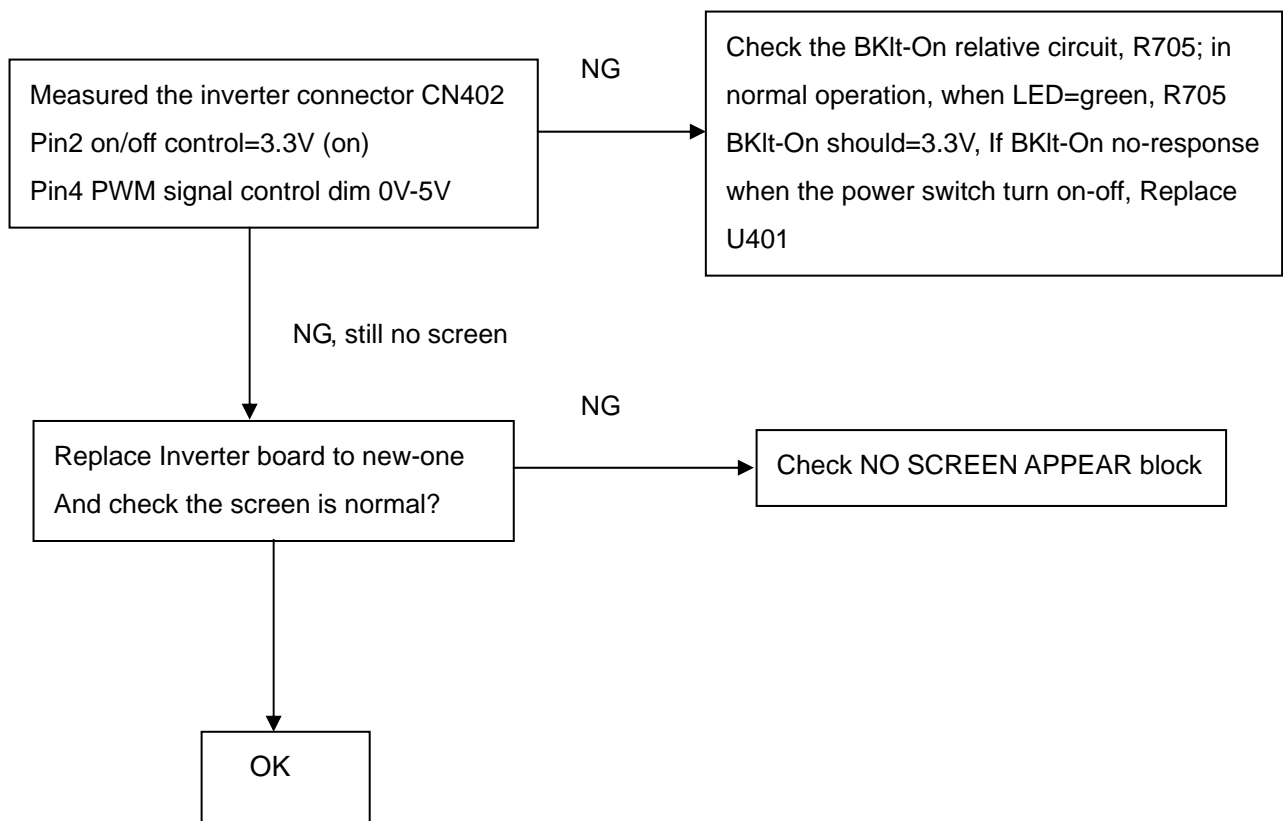 Measured the inverter connector CN402
Pin2 on/off control=3.3V (on)
Pin4 PWM signal control dim 0V-5V
NG
Check the BKlt-On relative circuit, R705; in
normal operation, when LED=green, R705
BKlt-On should=3.3V, If BKlt-On no-response
when the power switch turn on-off, Replace
U401
NG, still no screen
Replace Inverter board to new-one
And check the screen is normal?
NG
Check NO SCREEN APPEAR block
OK